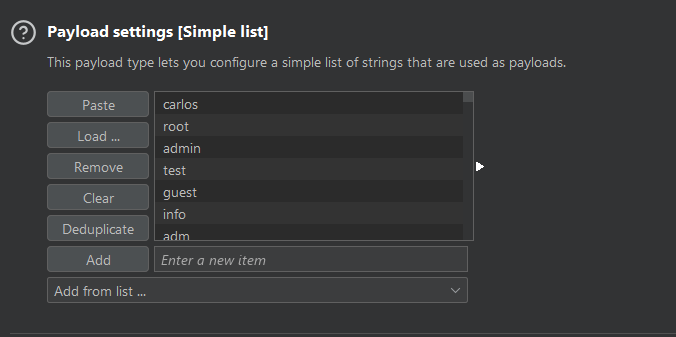 Payload settings [Simple list]
This payload type lets you configure a simple list of strings that are used as payloads.
Paste
Load ...
Remove
Clear
Deduplicate
carlos
root
admin
test
guest
info
adm
Add
Enter a new item
Add from list ...